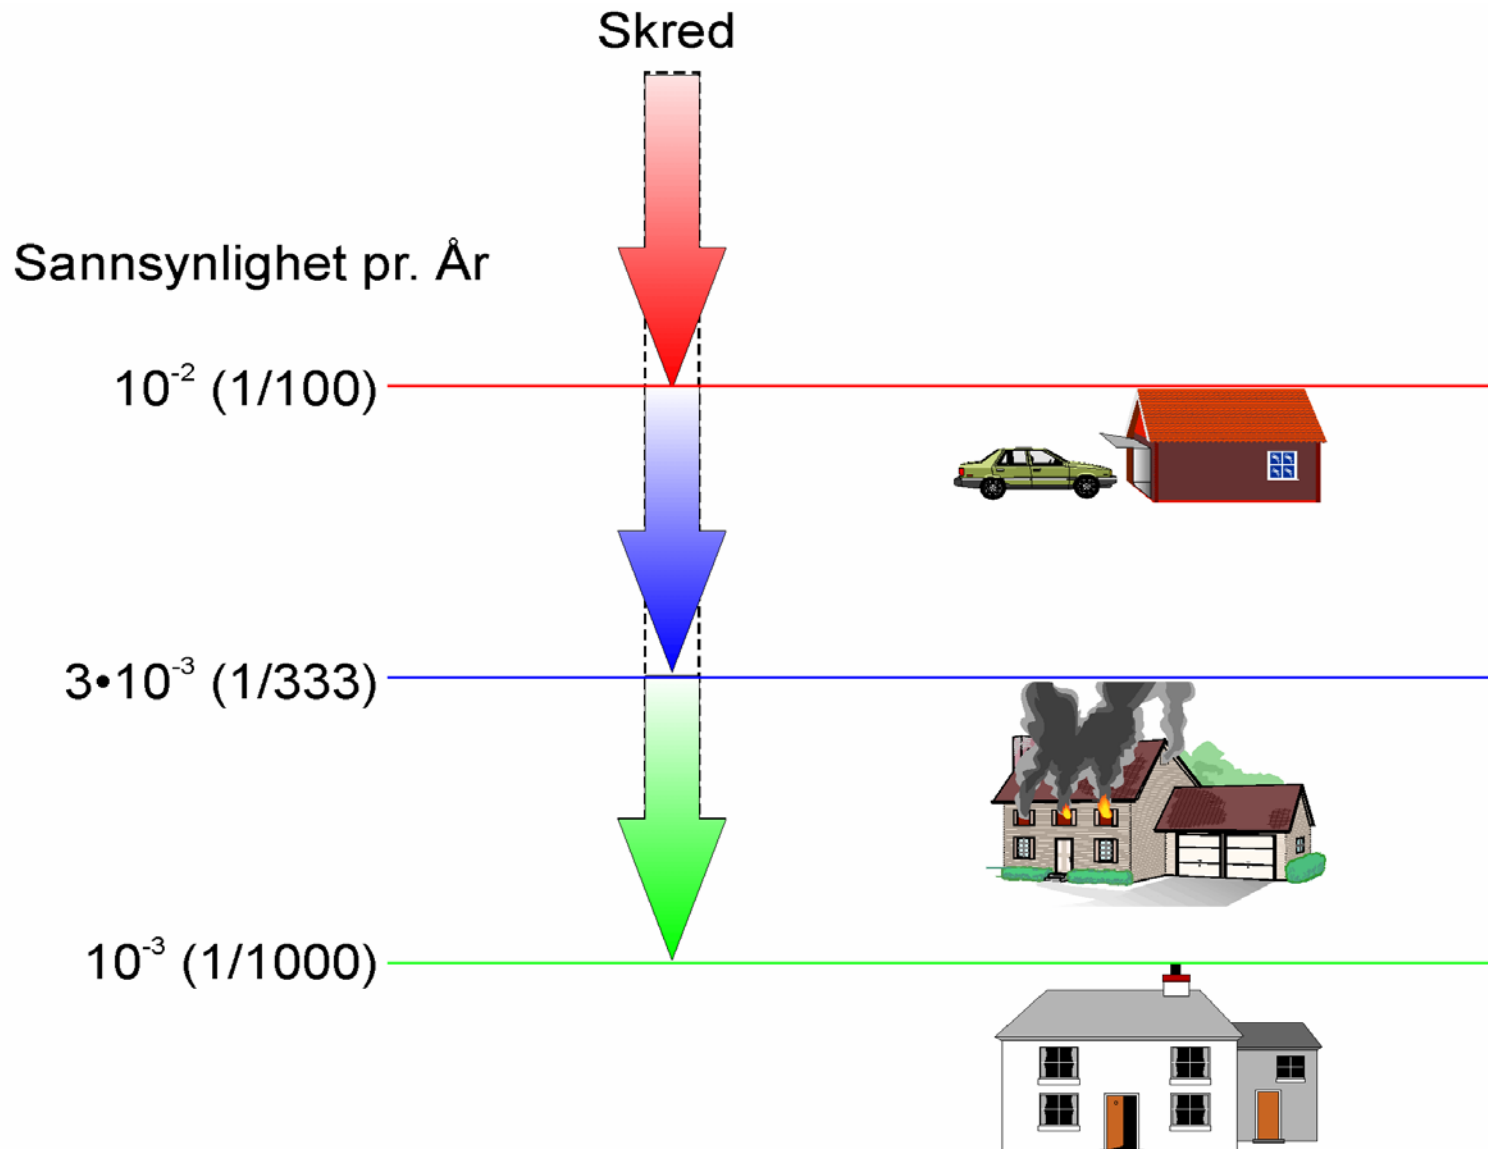 Skred
Sannsynlighet pr. År
10⁻² (1/100)
3•10⁻³ (1/333)
10⁻³ (1/1000)